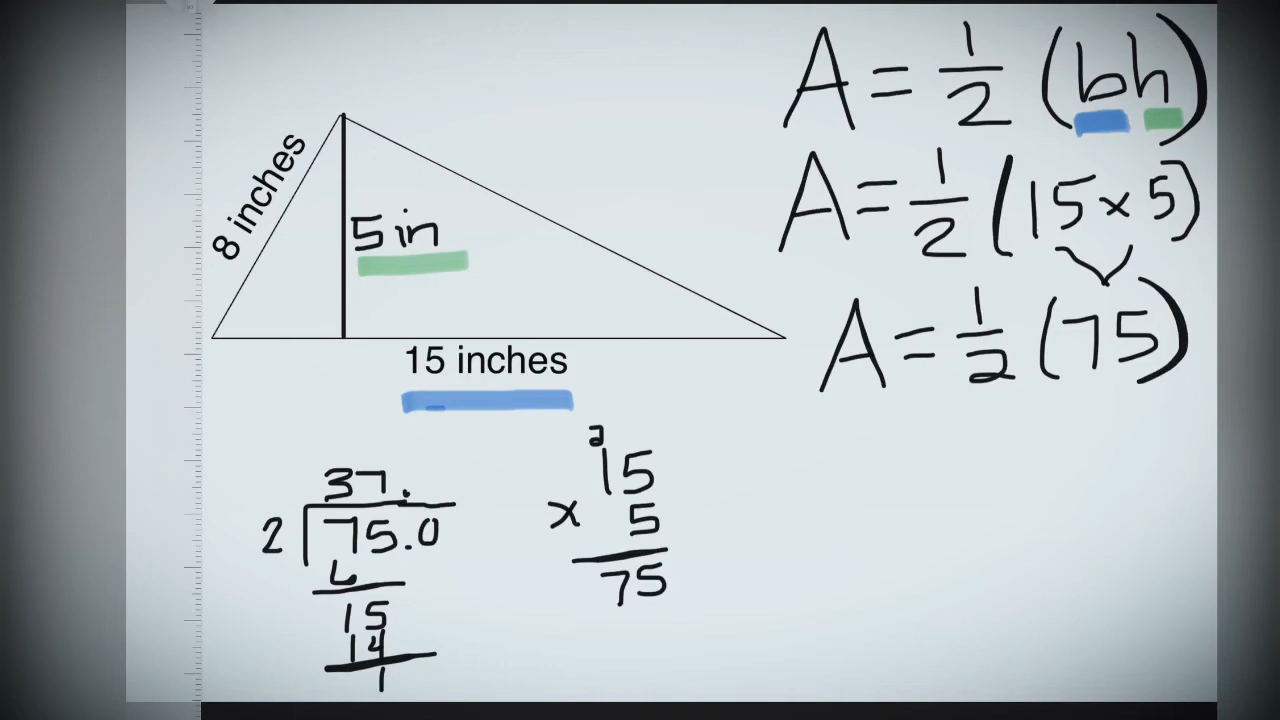 A = 1/2 (bh)
A = 1/2 (15 x 5)
A = 1/2 (75)
8 inches
5 in
15 inches
37.
2 75.0
6
15
14
1
2
15
x 5
75